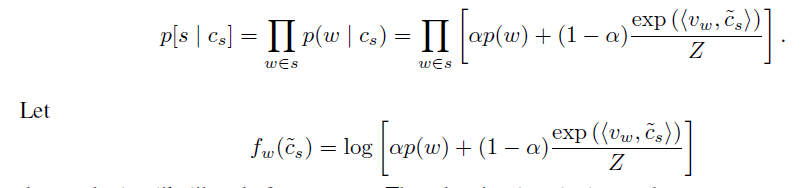 p[s | c_s] = ∏_{w∈s} p(w | c_s) = ∏_{w∈s} [αp(w) + (1 − α) exp (⟨v_w, c̃_s⟩) / Z] .
Let
f_w(c̃_s) = log [αp(w) + (1 − α) exp (⟨v_w, c̃_s⟩) / Z]